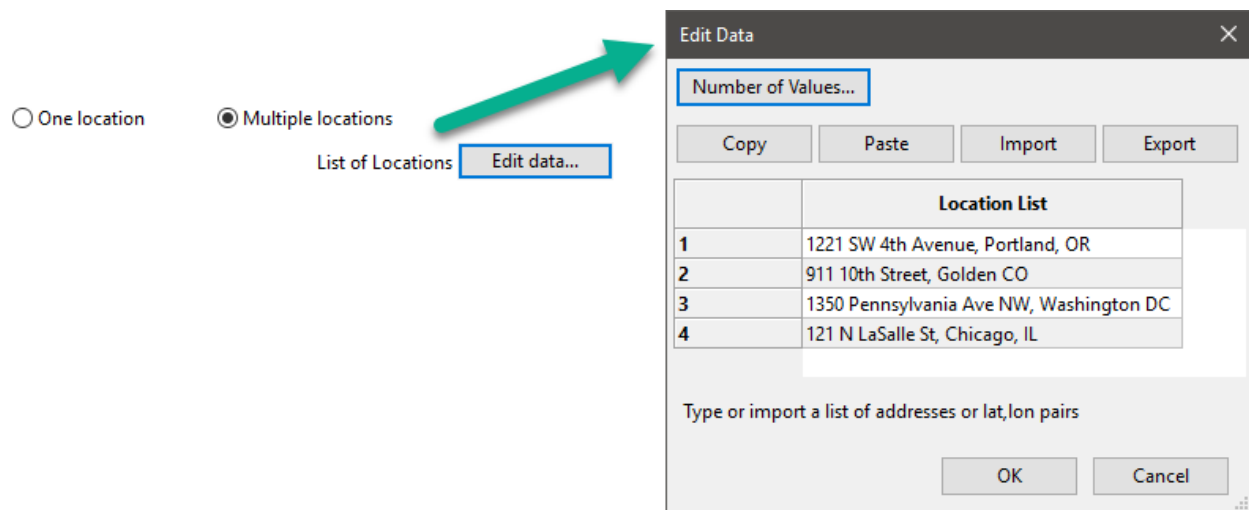 One location
Multiple locations
List of Locations
Edit data...
Edit Data
Number of Values...
Copy
Paste
Import
Export
Location List
1 1221 SW 4th Avenue, Portland, OR
2 911 10th Street, Golden CO
3 1350 Pennsylvania Ave NW, Washington DC
4 121 N LaSalle St, Chicago, IL
Type or import a list of addresses or lat,lon pairs
OK
Cancel